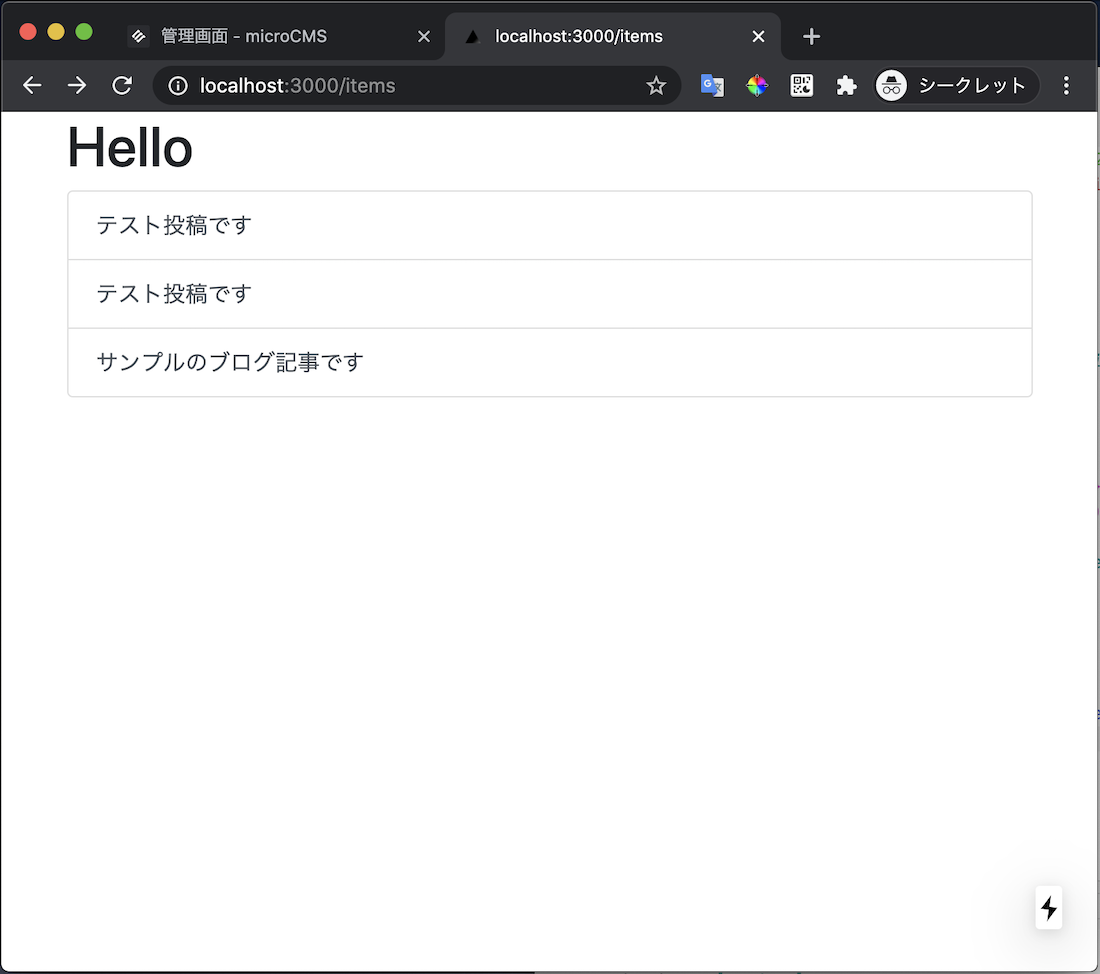 管理画面 - microCMS
localhost:3000/items
localhost:3000/items
シークレット
Hello
テスト投稿です
テスト投稿です
サンプルのブログ記事です